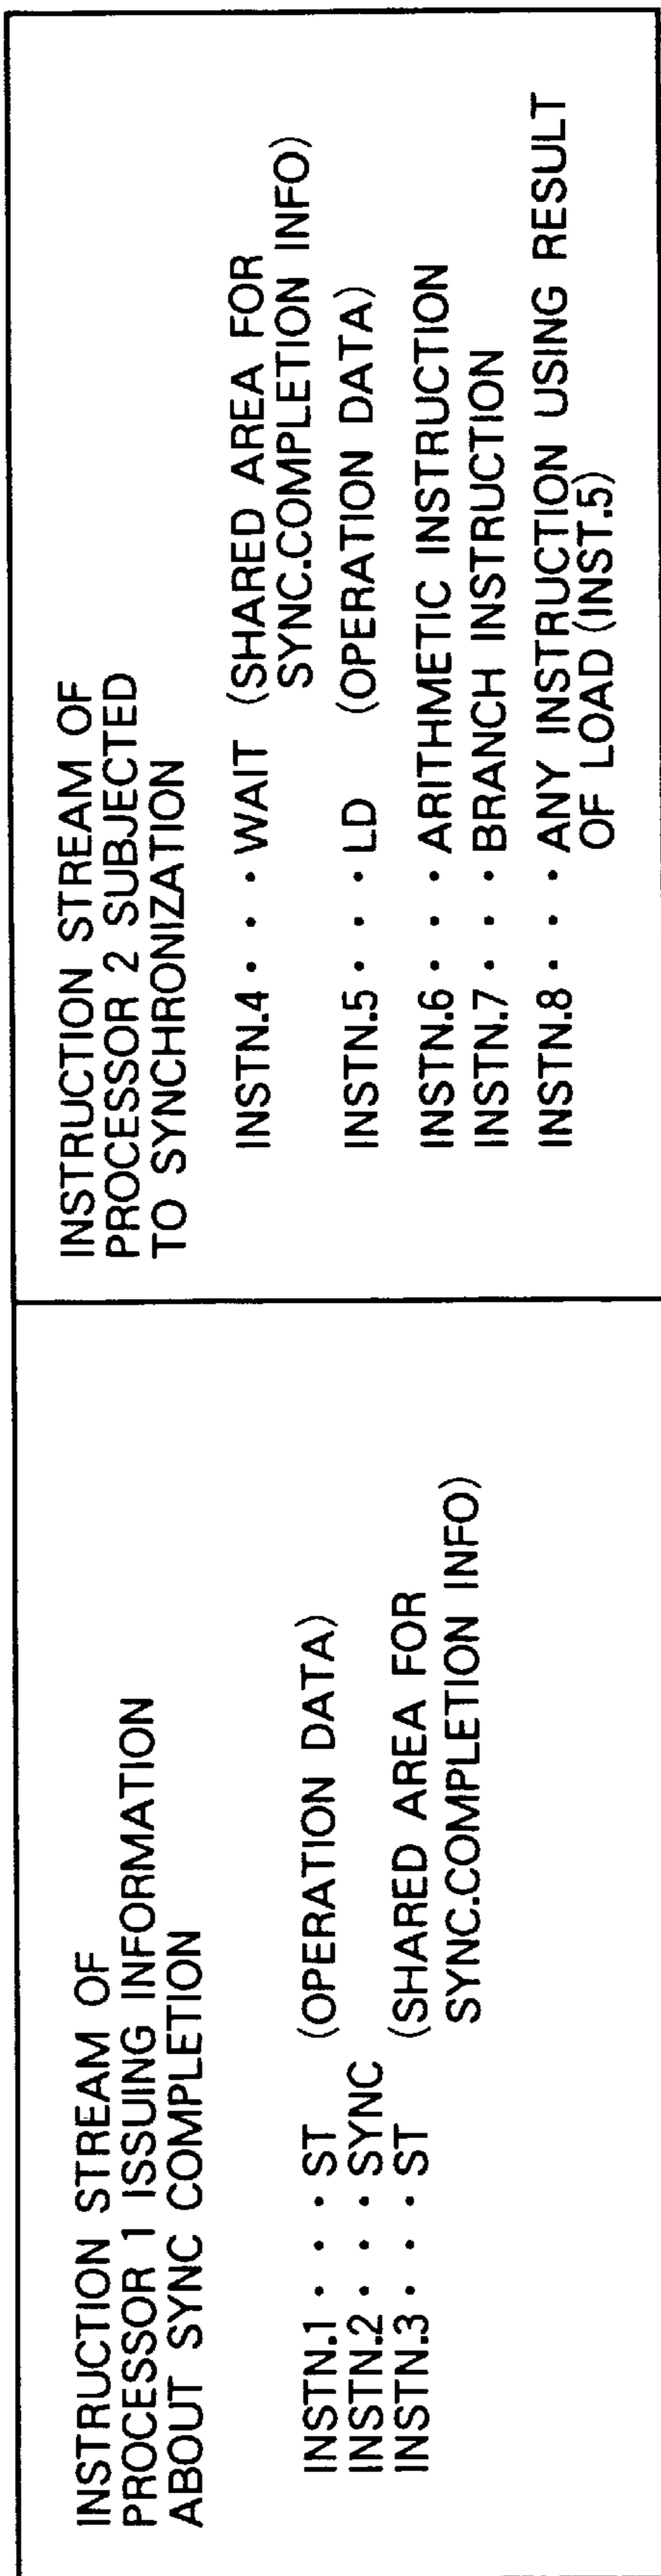 INSTRUCTION STREAM OF
PROCESSOR 1 ISSUING INFORMATION
ABOUT SYNC COMPLETION
INSTN.1 · · · ST (OPERATION DATA)
INSTN.2 · · · SYNC
INSTN.3 · · · ST (SHARED AREA FOR
SYNC.COMPLETION INFO)
INSTRUCTION STREAM OF
PROCESSOR 2 SUBJECTED
TO SYNCHRONIZATION
INSTN.4 · · · WAIT (SHARED AREA FOR
SYNC.COMPLETION INFO)
INSTN.5 · · · LD (OPERATION DATA)
INSTN.6 · · · ARITHMETIC INSTRUCTION
INSTN.7 · · · BRANCH INSTRUCTION
INSTN.8 · · · ANY INSTRUCTION USING RESULT
OF LOAD (INST.5)